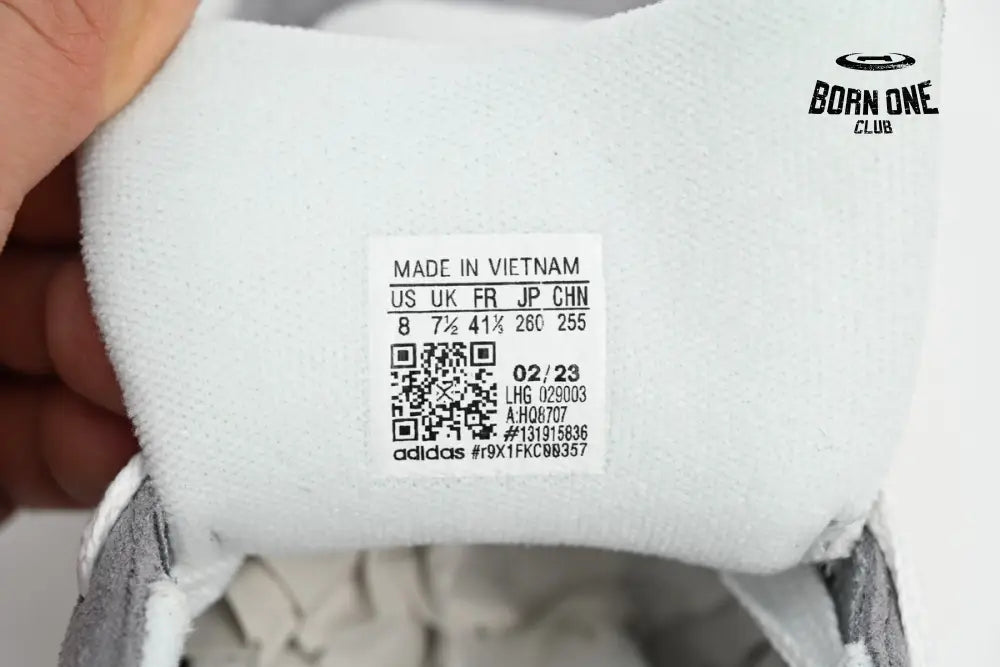 BORN ONE
CLUB
MADE IN VIETNAM
US UK FR JP CHN
8 7½ 41⅓ 260 255
02/23
LHG 029003
A:HQ8707
#131915836
adidas #r9X1FKC00357